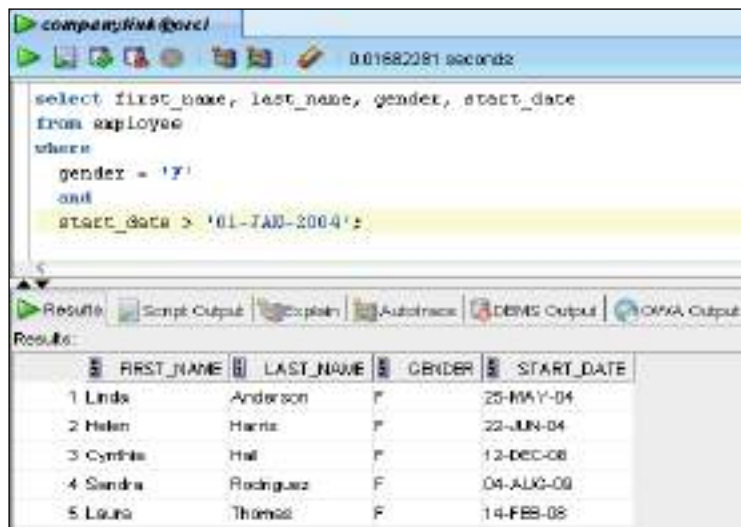 companylink@orcl
0.01682281 seconds
select first_name, last_name, gender, start_date
from employee
where
gender = 'F'
and
start_date > '01-JAN-2004';
Results Script Output Explain Autotrace DBMS Output OWA Output
Results:
FIRST_NAME LAST_NAME GENDER START_DATE
1 Linda Anderson F 25-MAY-04
2 Helen Harris F 22-JUN-04
3 Cynthia Hall F 12-DEC-08
4 Sandra Rodriguez F 04-AUG-09
5 Laura Thomas F 14-FEB-08